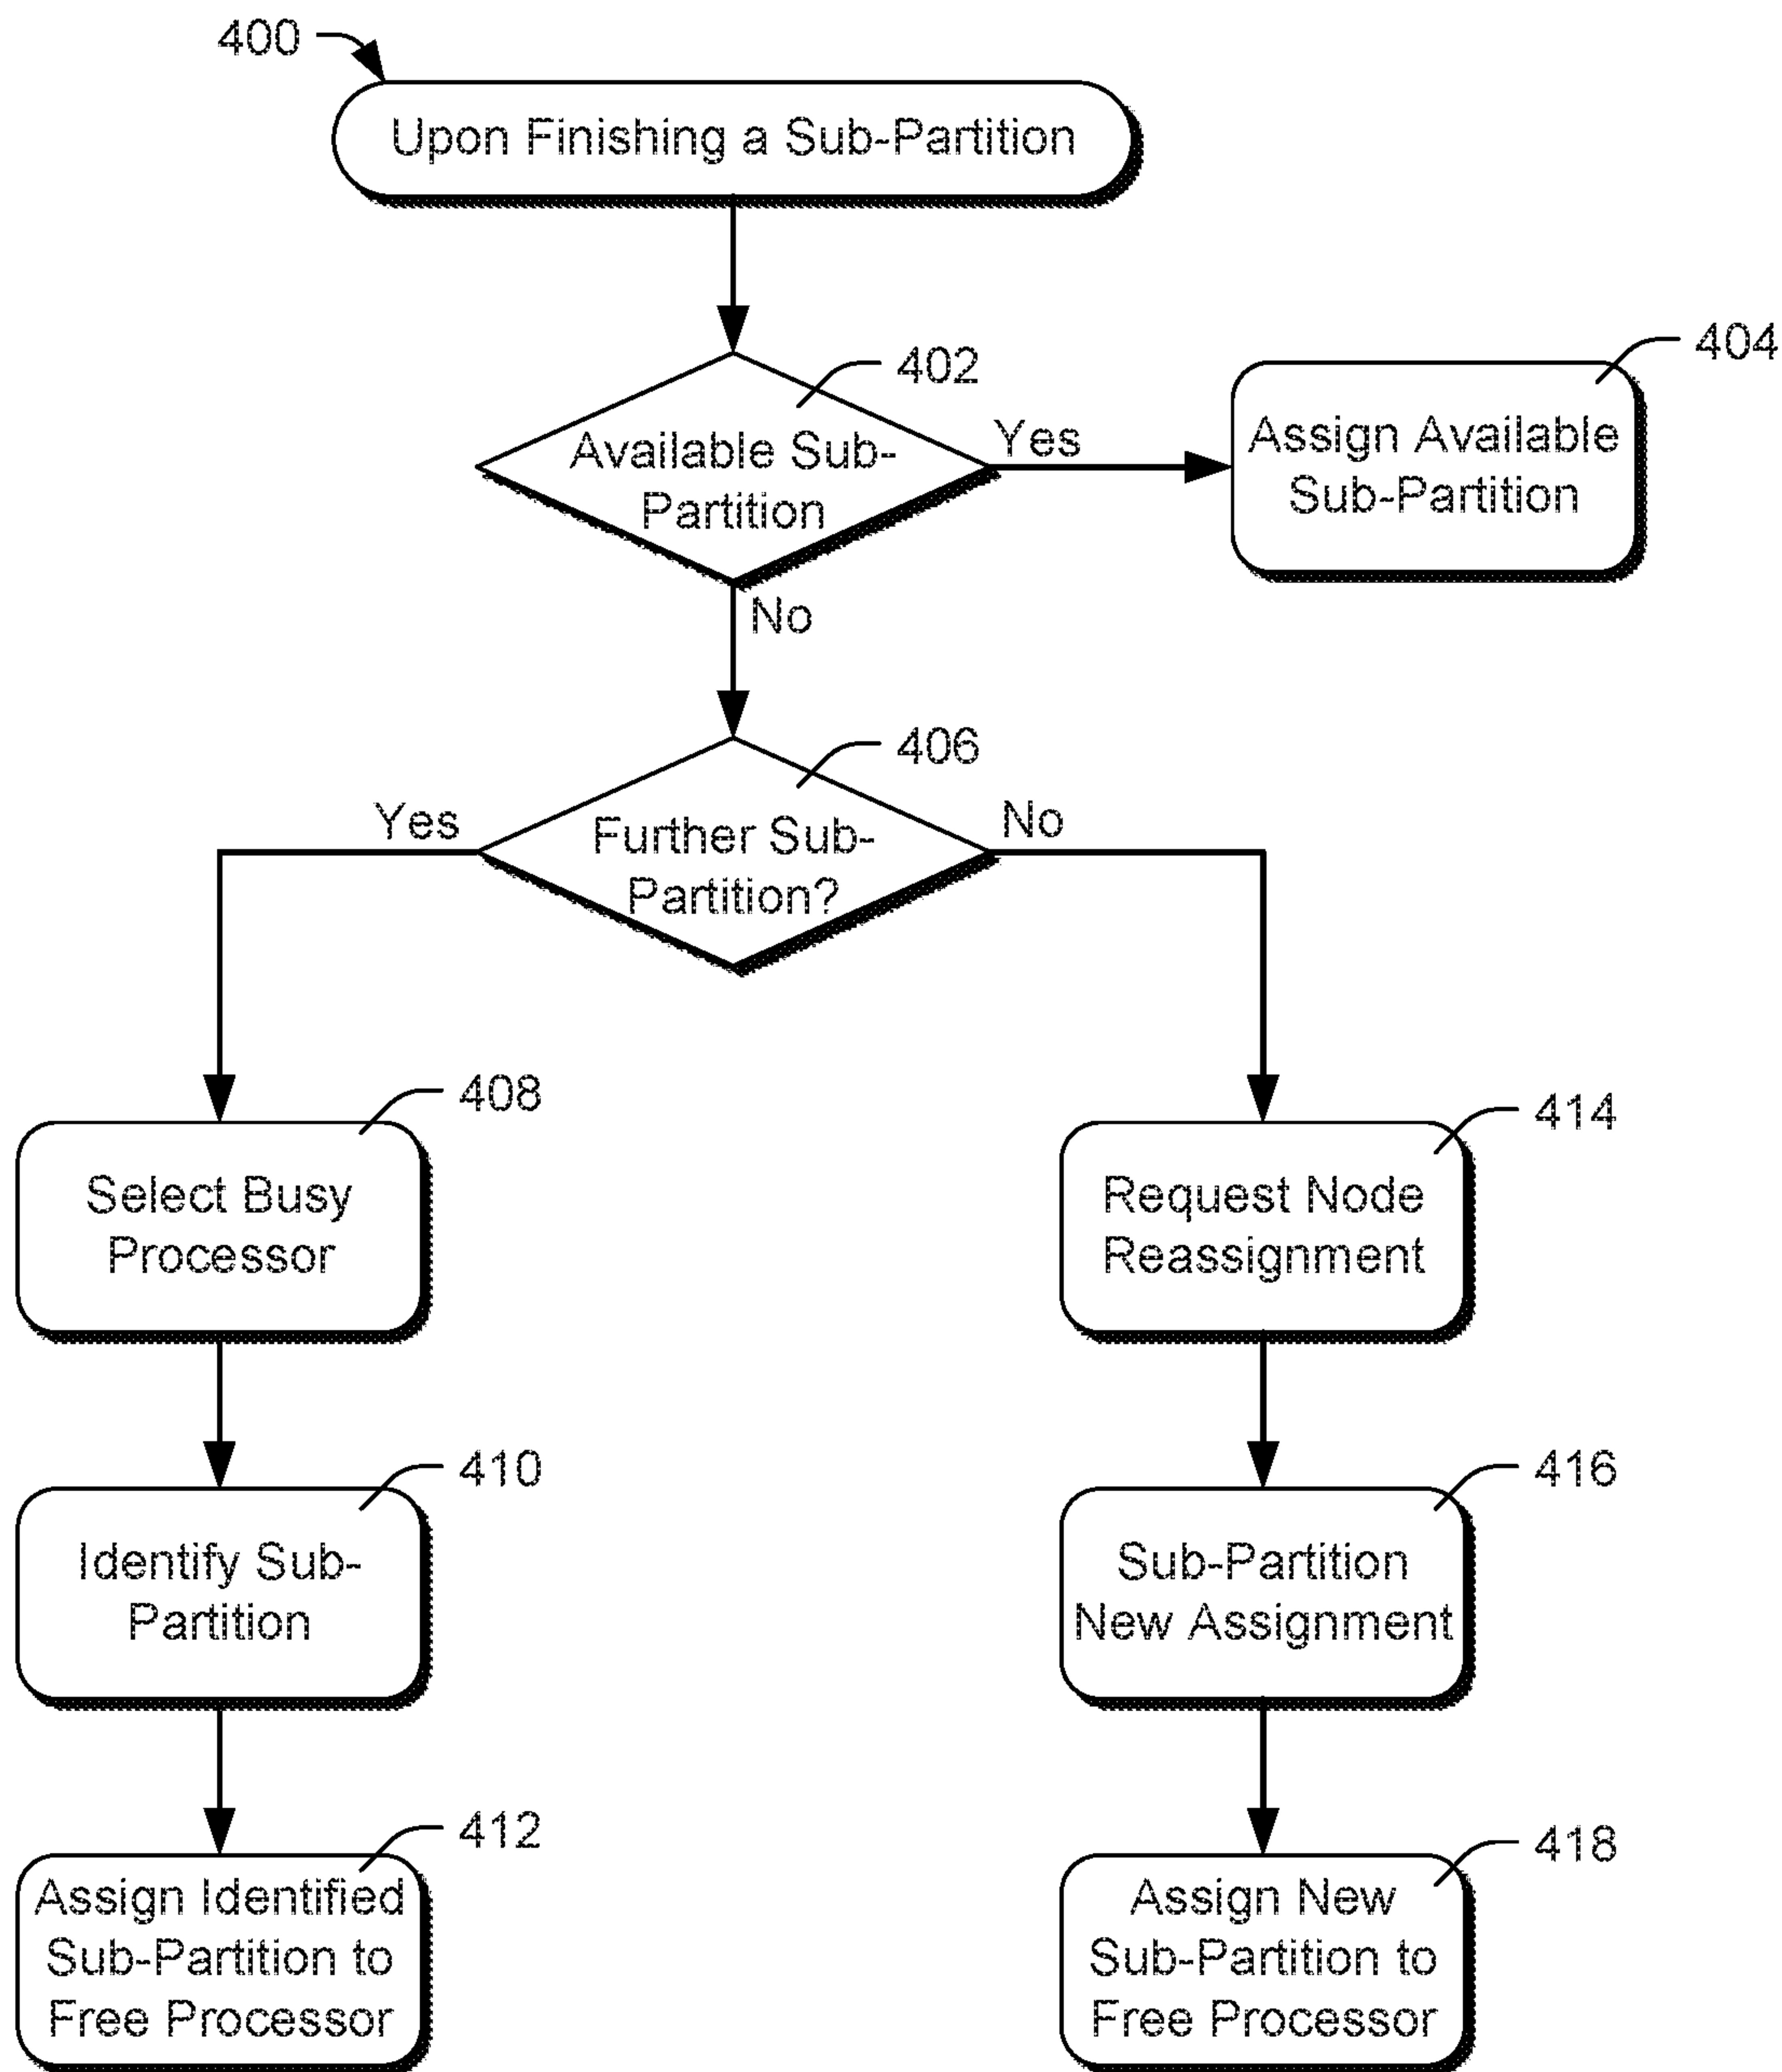 400
Upon Finishing a Sub-Partition
402
Available Sub-
Partition
Yes
404
Assign Available
Sub-Partition
No
406
Further Sub-
Partition?
Yes
No
408
Select Busy
Processor
410
Identify Sub-
Partition
412
Assign Identified
Sub-Partition to
Free Processor
414
Request Node
Reassignment
416
Sub-Partition
New Assignment
418
Assign New
Sub-Partition to
Free Processor